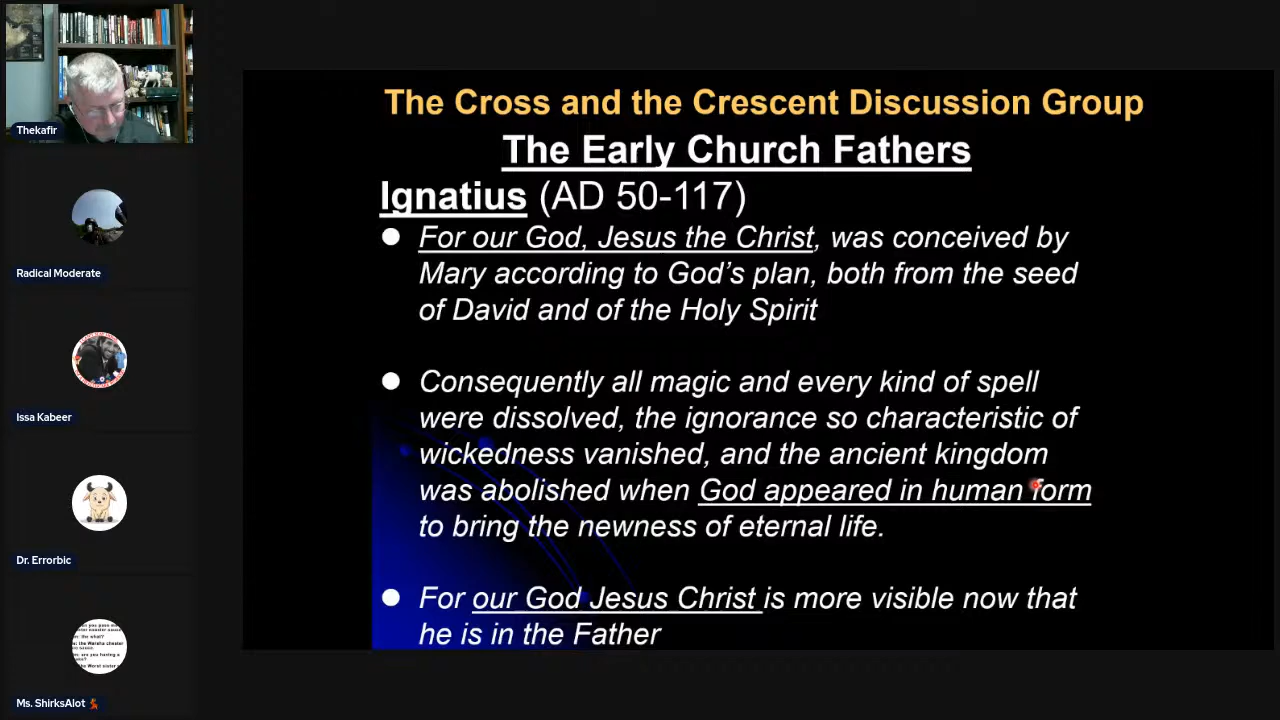 The Cross and the Crescent Discussion Group
The Early Church Fathers
Ignatius (AD 50-117)
For our God, Jesus the Christ, was conceived by
Mary according to God's plan, both from the seed
of David and of the Holy Spirit
Consequently all magic and every kind of spell
were dissolved, the ignorance so characteristic of
wickedness vanished, and the ancient kingdom
was abolished when God appeared in human form
to bring the newness of eternal life.
For our God Jesus Christ is more visible now that
he is in the Father
Thekafir
Radical Moderate
Issa Kabeer
Dr. Errorbic
Ms. ShirksAlot